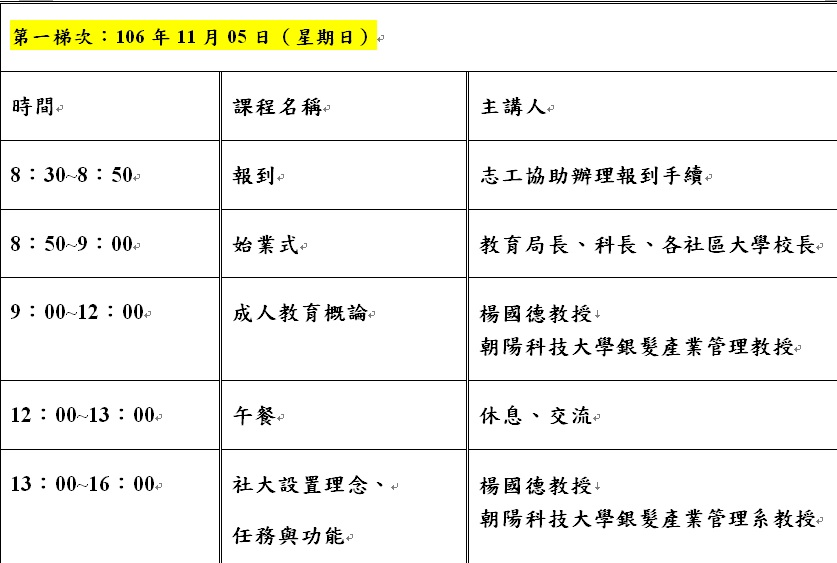 第一梯次：106 年 11 月 05 日（星期日）
時間 課程名稱 主講人
8：30~8：50 報到 志工協助辦理報到手續
8：50~9：00 始業式 教育局長、科長、各社區大學校長
9：00~12：00 成人教育概論 楊國德教授
朝陽科技大學銀髮產業管理教授
12：00~13：00 午餐 休息、交流
13：00~16：00 社大設置理念、 楊國德教授
任務與功能 朝陽科技大學銀髮產業管理系教授